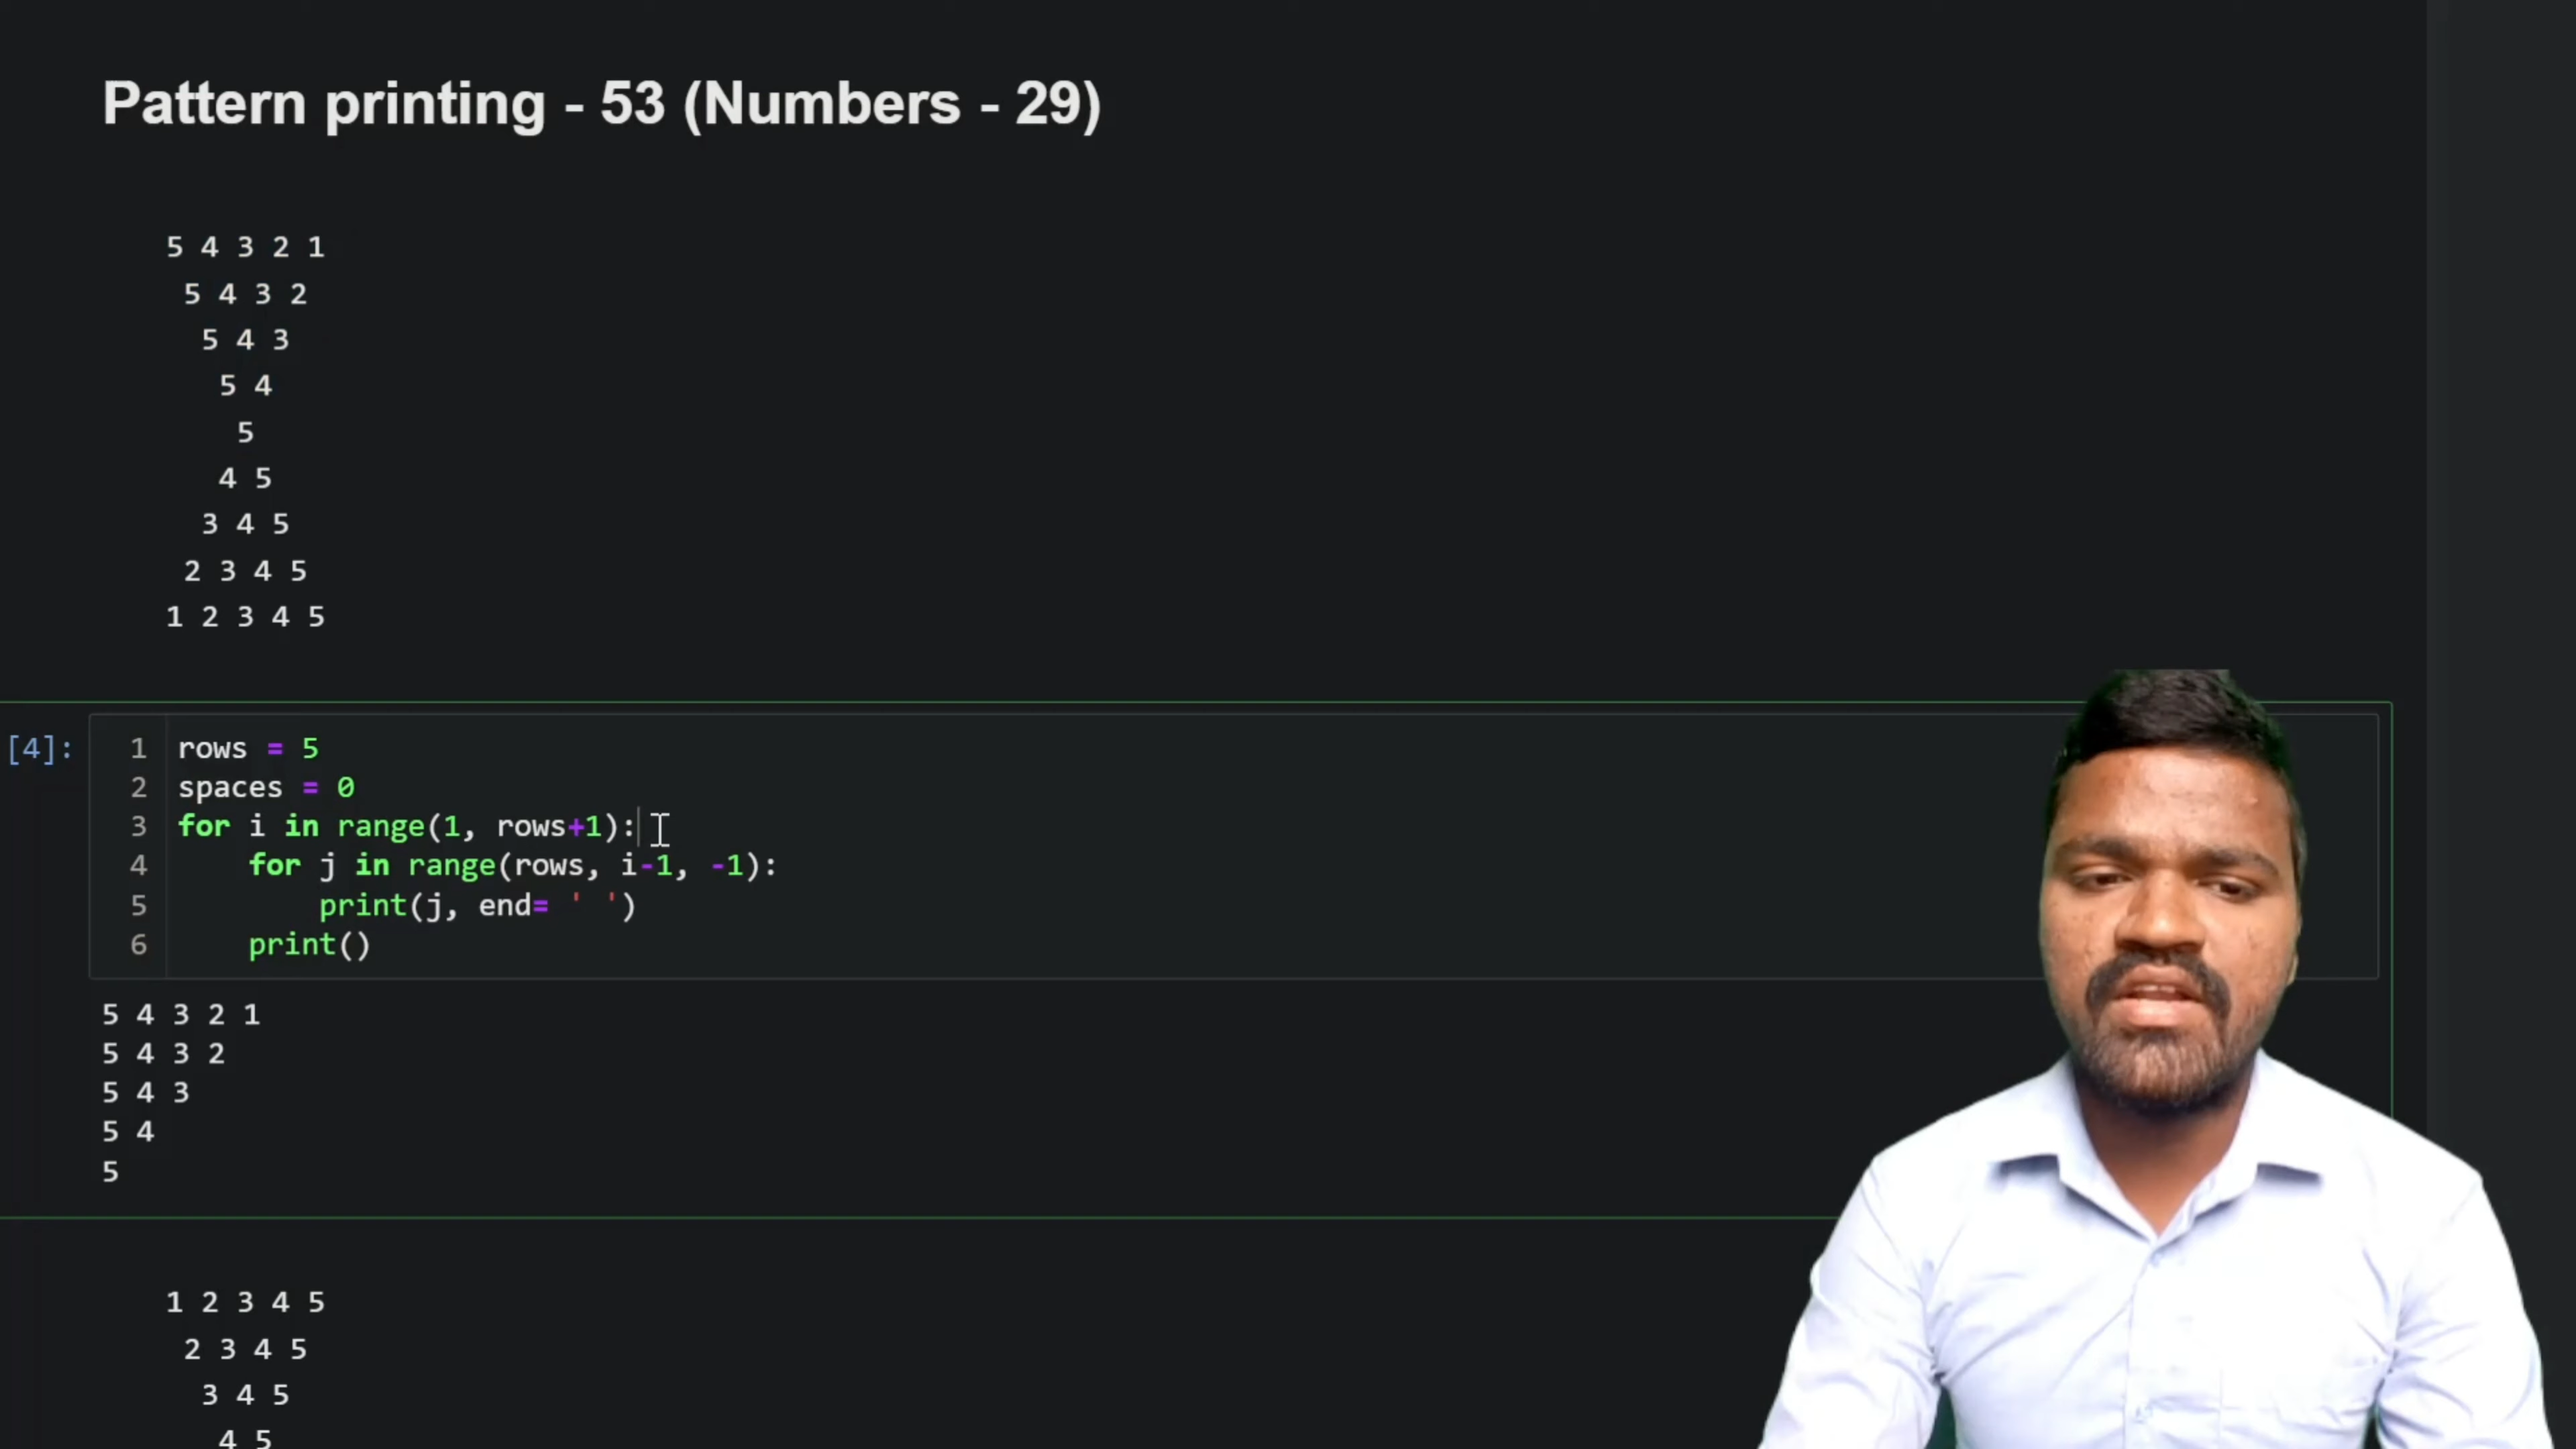 Pattern printing - 53 (Numbers - 29)
5 4 3 2 1
5 4 3 2
5 4 3
5 4
5
4 5
3 4 5
2 3 4 5
1 2 3 4 5
[4]:
1 rows = 5
2 spaces = 0
3 for i in range(1, rows+1):
4     for j in range(rows, i-1, -1):
5         print(j, end= ' ')
6     print()
5 4 3 2 1
5 4 3 2
5 4 3
5 4
5
1 2 3 4 5
2 3 4 5
3 4 5
4 5